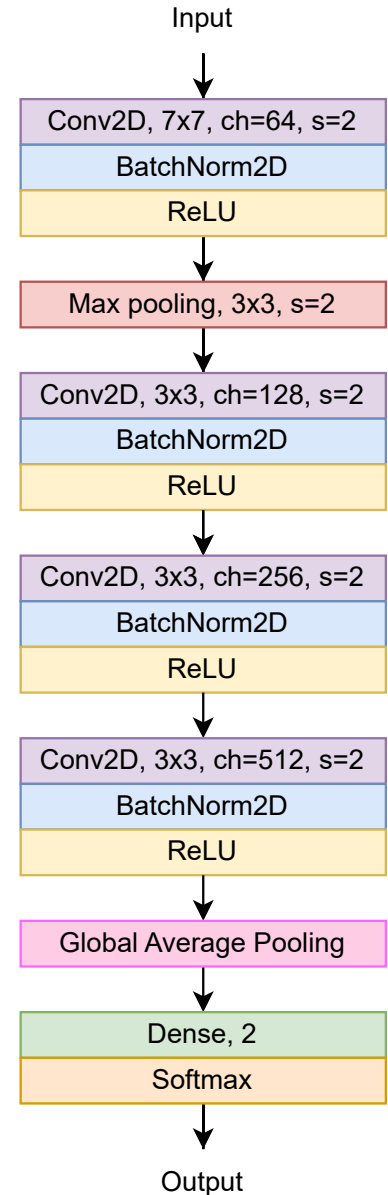 Input
Conv2D, 7x7, ch=64, s=2
BatchNorm2D
ReLU
Max pooling, 3x3, s=2
Conv2D, 3x3, ch=128, s=2
BatchNorm2D
ReLU
Conv2D, 3x3, ch=256, s=2
BatchNorm2D
ReLU
Conv2D, 3x3, ch=512, s=2
BatchNorm2D
ReLU
Global Average Pooling
Dense, 2
Softmax
Output